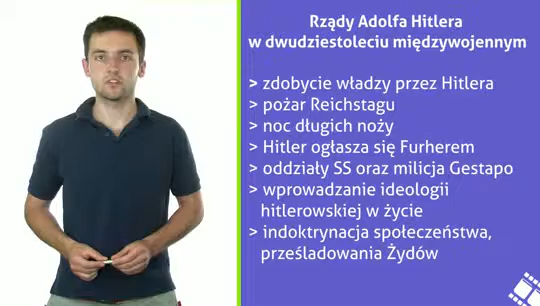 Rządy Adolfa Hitlera
w dwudziestoleciu międzywojennym
> zdobycie władzy przez Hitlera
> pożar Reichstagu
> noc długich noży
> Hitler ogłasza się Furherem
> oddziały SS oraz milicja Gestapo
> wprowadzanie ideologii
hitlerowskiej w życie
> indoktrynacja społeczeństwa,
prześladowania Żydów